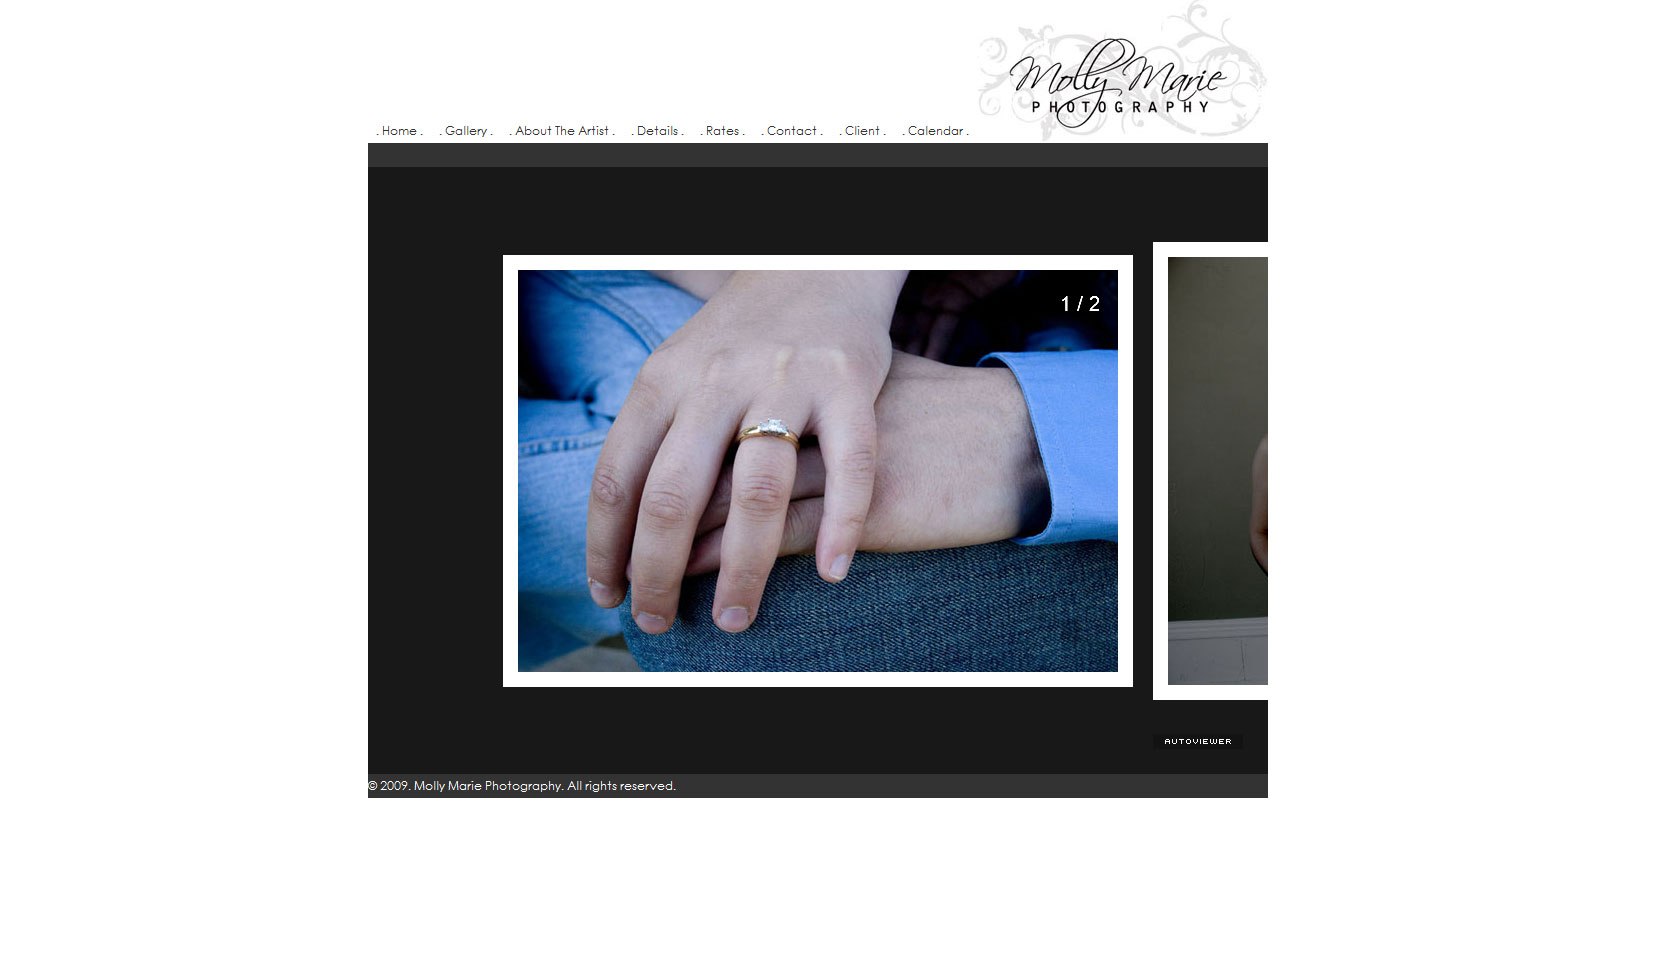 Molly Marie
PHOTOGRAPHY
. Home . . Gallery . . About The Artist . . Details . . Rates . . Contact . . Client . . Calendar .
1 / 2
AUTOVIEWER
© 2009. Molly Marie Photography. All rights reserved.